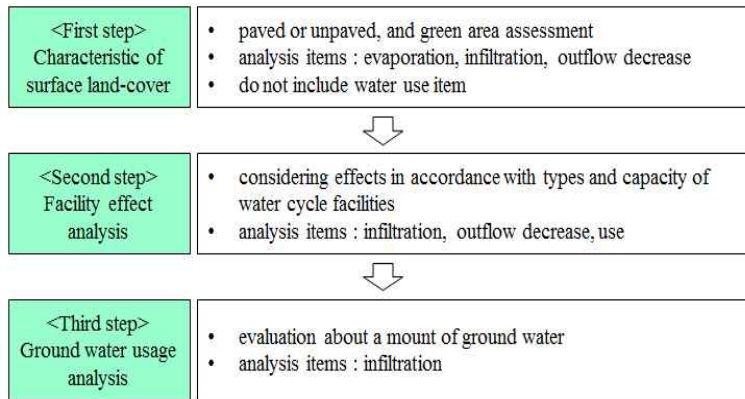 <First step>
Characteristic of
surface land-cover
• paved or unpaved, and green area assessment
• analysis items : evaporation, infiltration, outflow decrease
• do not include water use item
<Second step>
Facility effect
analysis
• considering effects in accordance with types and capacity of
water cycle facilities
• analysis items : infiltration, outflow decrease, use
<Third step>
Ground water usage
analysis
• evaluation about a mount of ground water
• analysis items : infiltration